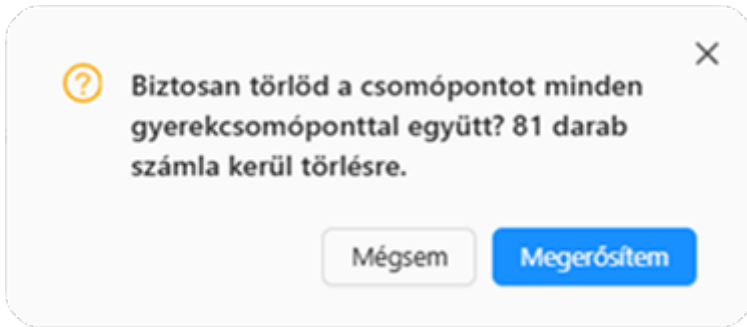 Biztosan törlöd a csomópontot minden
gyerekcsomóponttal együtt? 81 darab
számla kerül törlésre.
Mégsem
Megerősítem